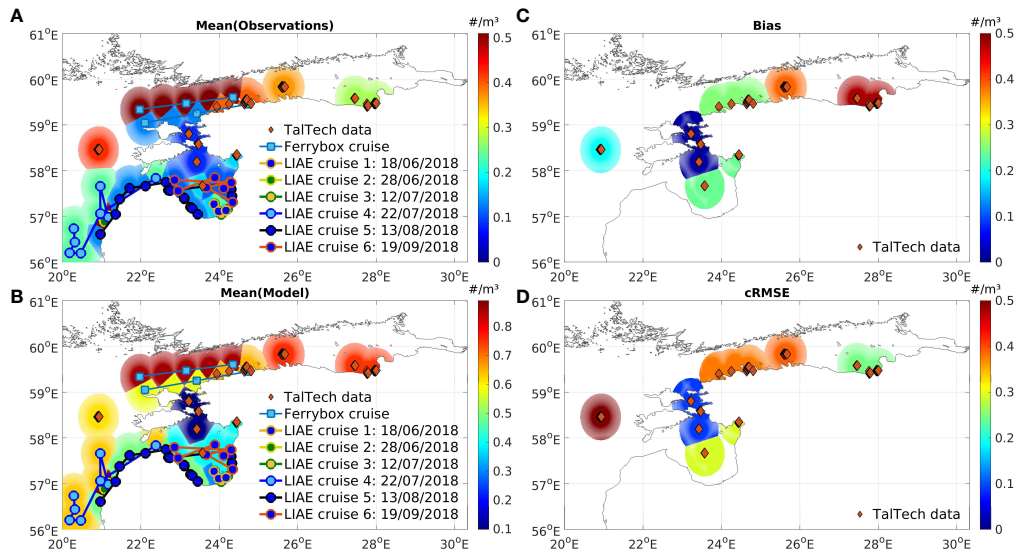 A
Mean(Observations)
#/m³
61°E
60°E
59°E
58°E
57°E
56°E
20°E
22°E
24°E
26°E
28°E
30°E
0.5
0.4
0.3
0.2
0.1
0
TalTech data
Ferrybox cruise
LIAE cruise 1: 18/06/2018
LIAE cruise 2: 28/06/2018
LIAE cruise 3: 12/07/2018
LIAE cruise 4: 22/07/2018
LIAE cruise 5: 13/08/2018
LIAE cruise 6: 19/09/2018
C
Bias
#/m³
61°E
60°E
59°E
58°E
57°E
56°E
20°E
22°E
24°E
26°E
28°E
30°E
0.5
0.4
0.3
0.2
0.1
0
TalTech data
B
Mean(Model)
#/m³
61°E
60°E
59°E
58°E
57°E
56°E
20°E
22°E
24°E
26°E
28°E
30°E
0.8
0.7
0.6
0.5
0.4
0.3
0.2
0.1
TalTech data
Ferrybox cruise
LIAE cruise 1: 18/06/2018
LIAE cruise 2: 28/06/2018
LIAE cruise 3: 12/07/2018
LIAE cruise 4: 22/07/2018
LIAE cruise 5: 13/08/2018
LIAE cruise 6: 19/09/2018
D
cRMSE
#/m³
61°E
60°E
59°E
58°E
57°E
56°E
20°E
22°E
24°E
26°E
28°E
30°E
0.5
0.4
0.3
0.2
0.1
0
TalTech data